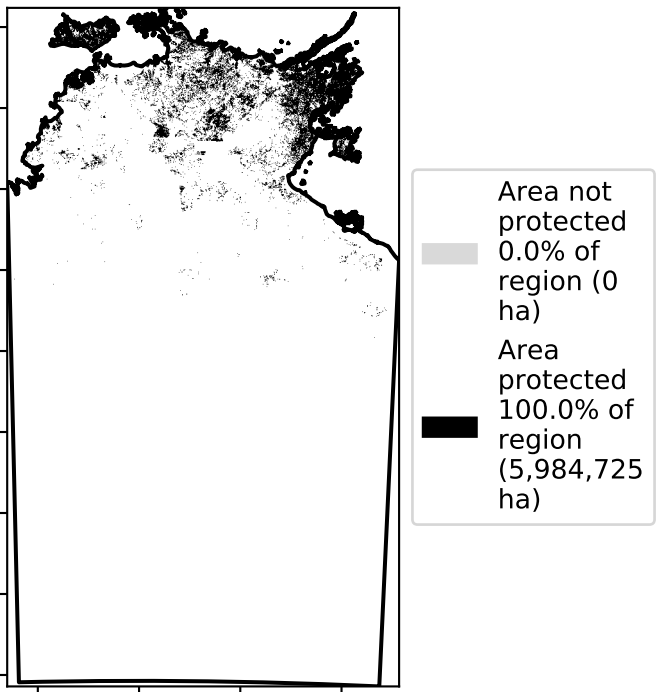 Area not
protected
0.0% of
region (0
ha)
Area
protected
100.0% of
region
(5,984,725
ha)